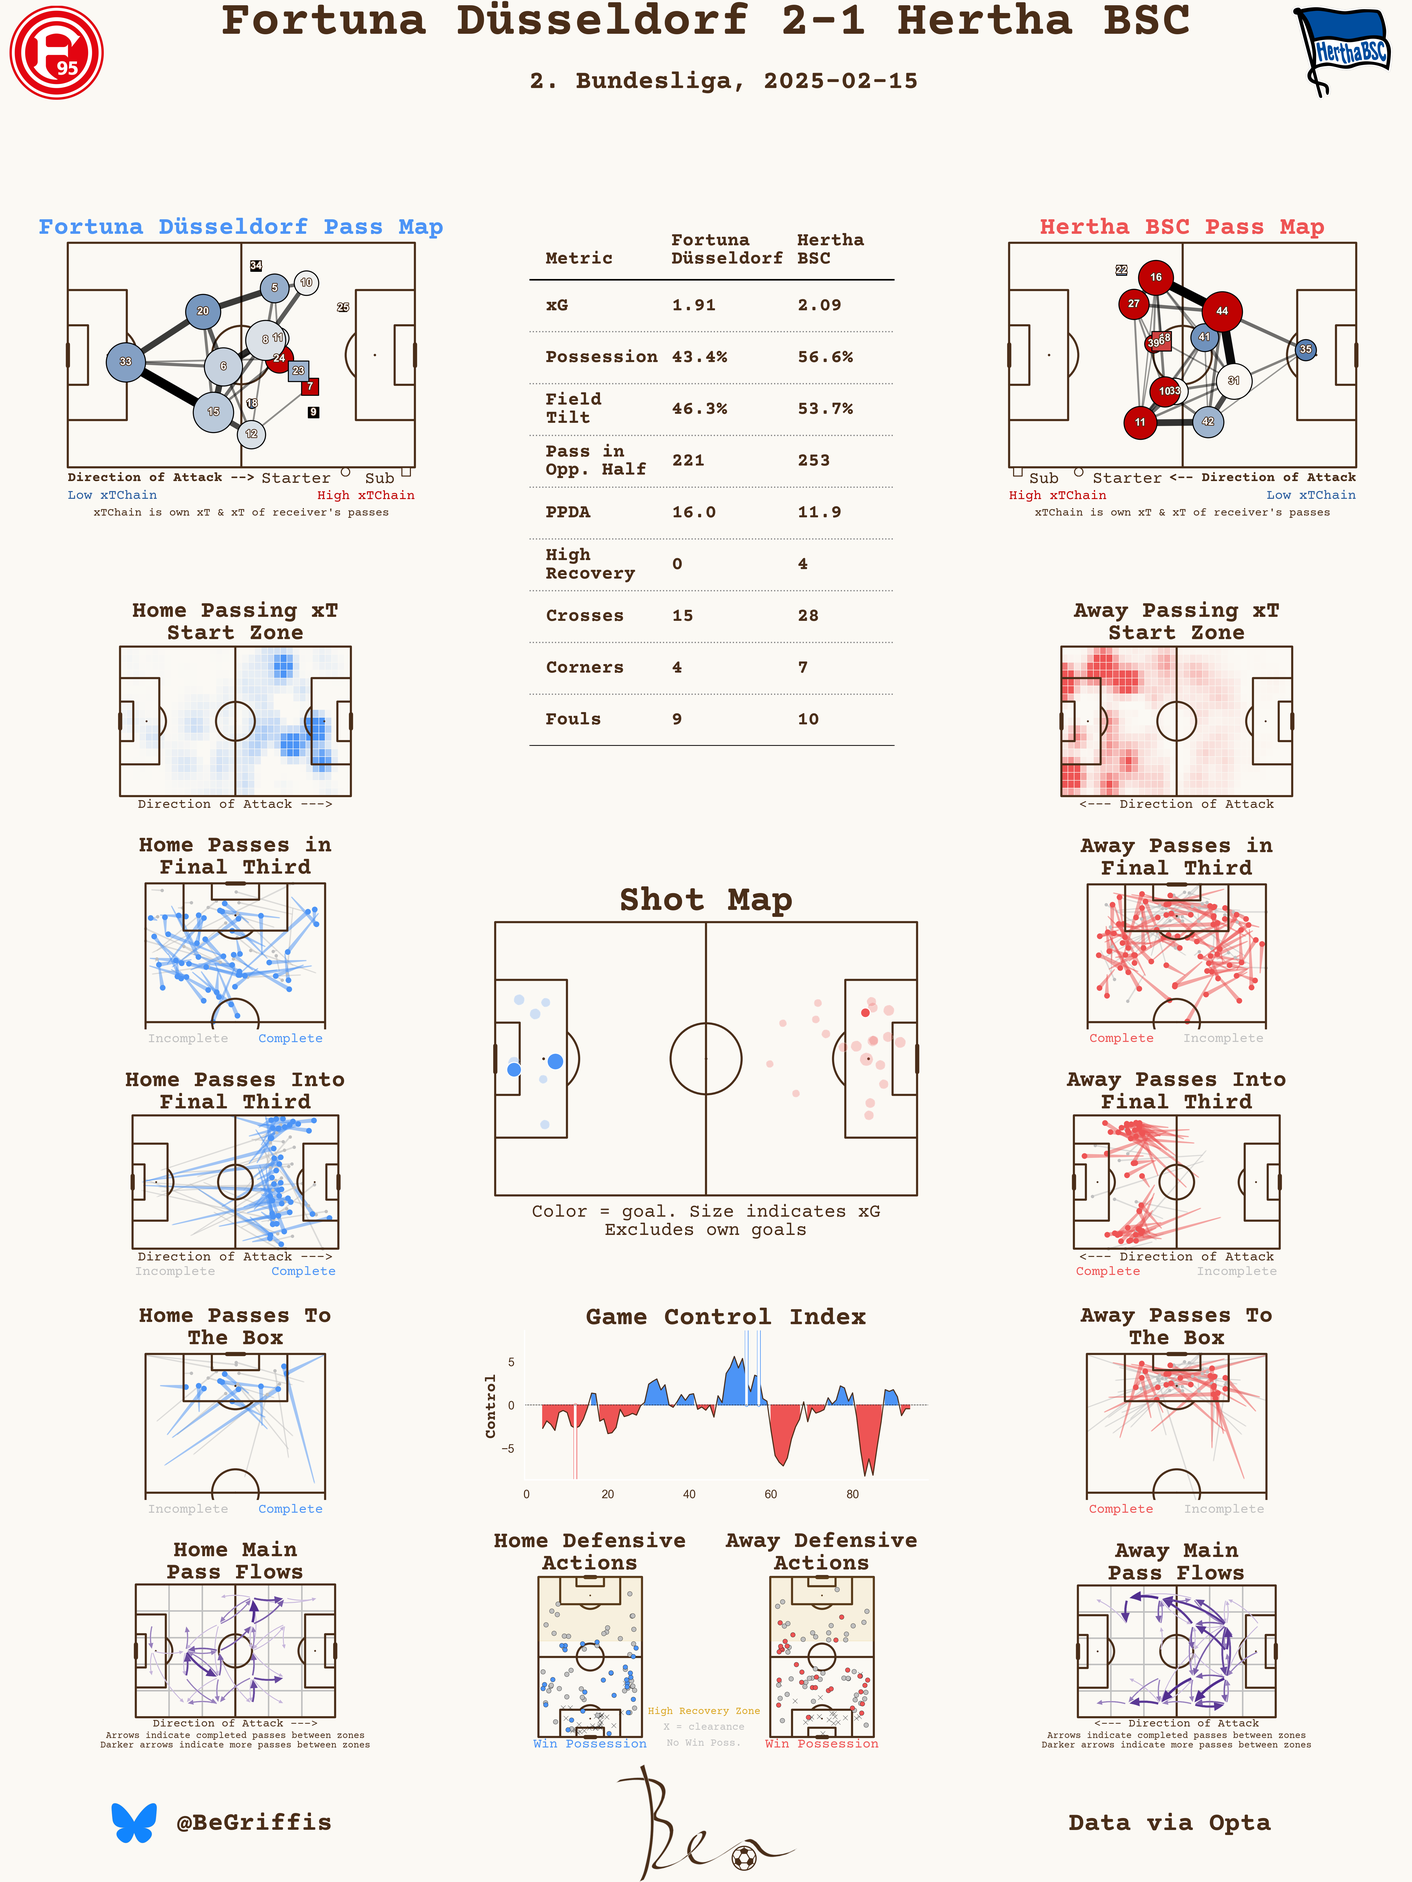 Fortuna Düsseldorf 2-1 Hertha BSC
2. Bundesliga, 2025-02-15
F
95
HerthaBSC
Fortuna Düsseldorf Pass Map
34
5
10
20
25
8
11
33
6
24
23
7
18
9
15
12
Direction of Attack --> Starter Sub
Low xTChain High xTChain
xTChain is own xT & xT of receiver's passes
Metric Fortuna Düsseldorf Hertha BSC
xG 1.91 2.09
Possession 43.4% 56.6%
Field Tilt 46.3% 53.7%
Pass in Opp. Half 221 253
PPDA 16.0 11.9
High Recovery 0 4
Crosses 15 28
Corners 4 7
Fouls 9 10
Hertha BSC Pass Map
22
16
27
44
39
41
35
31
10
33
11
42
Sub Starter <-- Direction of Attack
High xTChain Low xTChain
xTChain is own xT & xT of receiver's passes
Home Passing xT
Start Zone
Direction of Attack --->
Away Passing xT
Start Zone
<--- Direction of Attack
Home Passes in
Final Third
Incomplete Complete
Shot Map
Color = goal. Size indicates xG
Excludes own goals
Away Passes in
Final Third
Complete Incomplete
Home Passes Into
Final Third
Direction of Attack --->
Incomplete Complete
Away Passes Into
Final Third
<--- Direction of Attack
Complete Incomplete
Home Passes To
The Box
Incomplete Complete
Game Control Index
Control
5
0
−5
0 20 40 60 80
Away Passes To
The Box
Complete Incomplete
Home Main
Pass Flows
Direction of Attack --->
Arrows indicate completed passes between zones
Darker arrows indicate more passes between zones
Home Defensive
Actions
Win Possession
High Recovery Zone
X = clearance
No Win Poss.
Away Defensive
Actions
Win Possession
Away Main
Pass Flows
<--- Direction of Attack
Arrows indicate completed passes between zones
Darker arrows indicate more passes between zones
@BeGriffis
Ben
Data via Opta